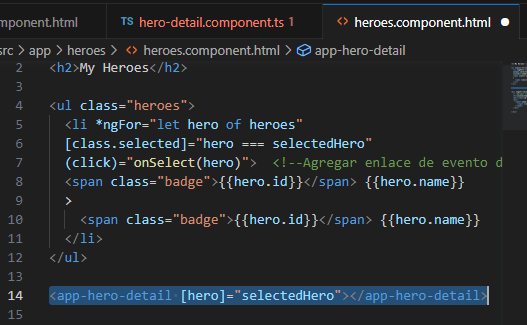 component.html
TS hero-detail.component.ts 1
<> heroes.component.html
src > app > heroes > <> heroes.component.html > app-hero-detail
2 <h2>My Heroes</h2>
3
4 <ul class="heroes">
5 <li *ngFor="let hero of heroes"
6 [class.selected]="hero === selectedHero"
7 (click)="onSelect(hero)"> <!--Agregar enlace de evento d
8 <span class="badge">{{hero.id}}</span> {{hero.name}}
9 >
10 <span class="badge">{{hero.id}}</span> {{hero.name}}
11 </li>
12 </ul>
13
14 <app-hero-detail [hero]="selectedHero"></app-hero-detail>